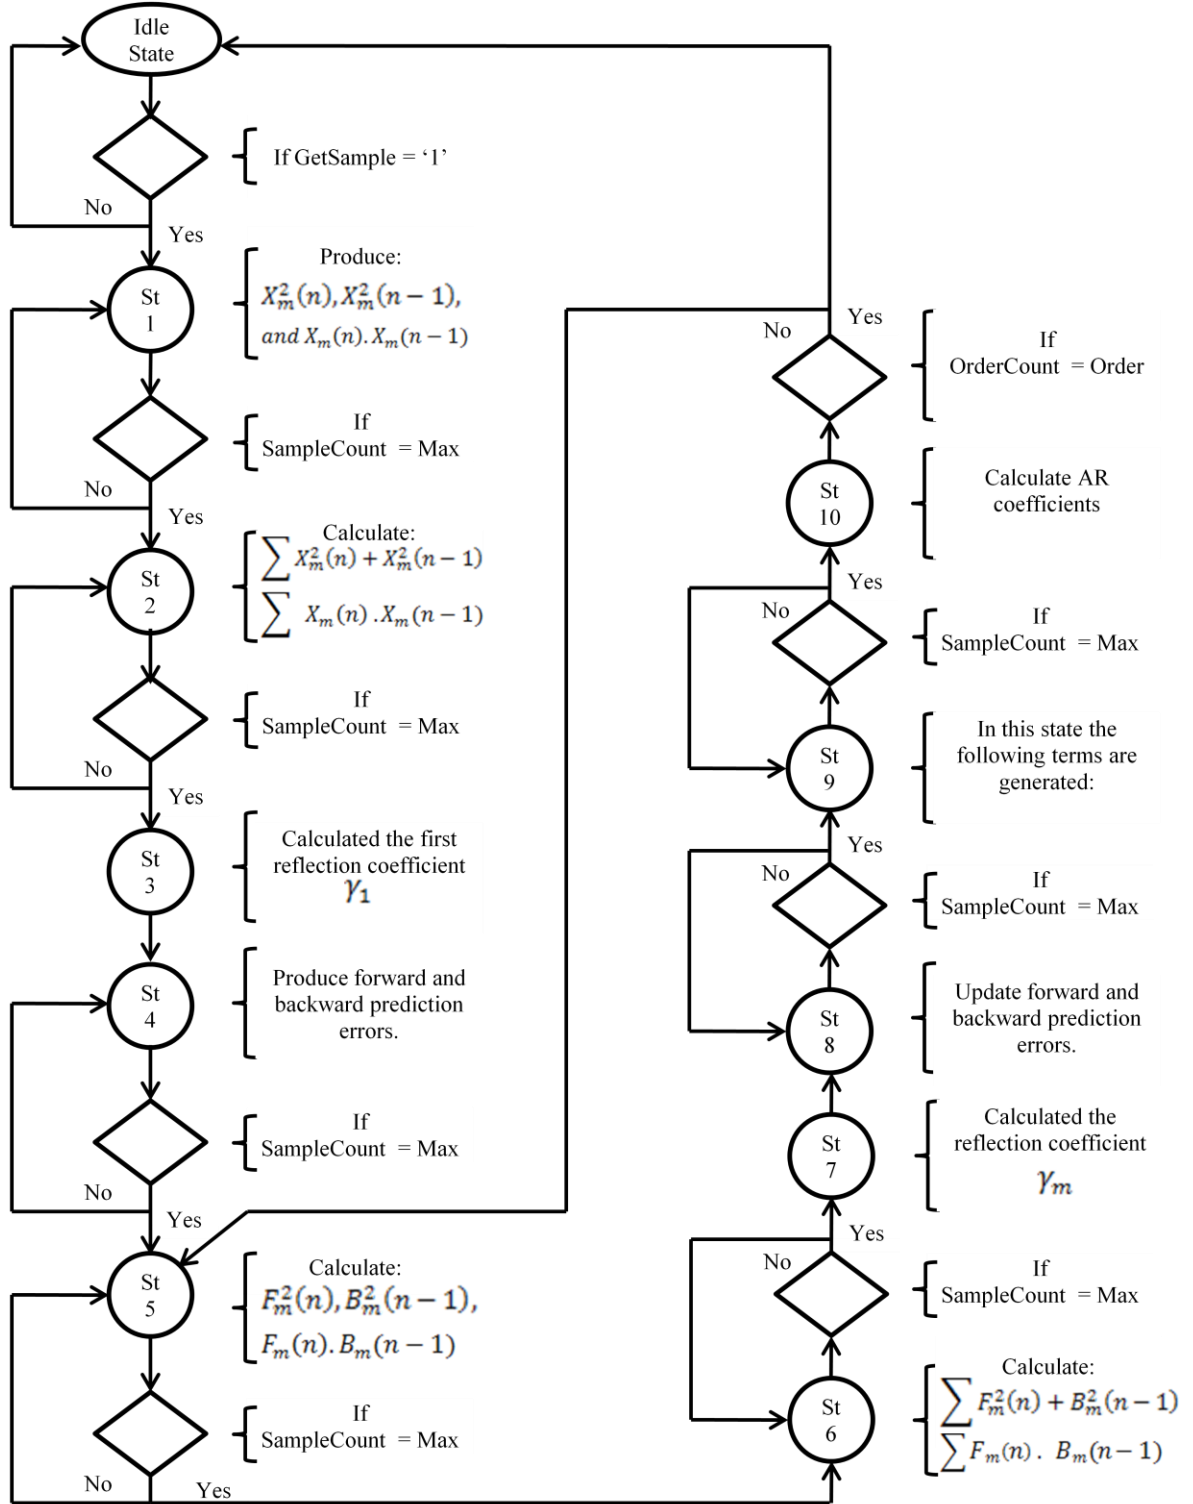 Idle
State
If GetSample = ‘1’
No
Yes
St
1
Produce:
X²ₘ(n), X²ₘ(n − 1),
and Xₘ(n). Xₘ(n − 1)
If
SampleCount = Max
No
Yes
St
2
Calculate:
∑ X²ₘ(n) + X²ₘ(n − 1)
∑ Xₘ(n) . Xₘ(n − 1)
If
SampleCount = Max
No
Yes
St
3
Calculated the first
reflection coefficient
γ₁
St
4
Produce forward and
backward prediction
errors.
If
SampleCount = Max
No
Yes
St
5
Calculate:
F²ₘ(n), B²ₘ(n − 1),
Fₘ(n). Bₘ(n − 1)
If
SampleCount = Max
No
Yes
No
Yes
If
OrderCount = Order
St
10
Calculate AR
coefficients
Yes
No
If
SampleCount = Max
St
9
In this state the
following terms are
generated:
Yes
No
If
SampleCount = Max
St
8
Update forward and
backward prediction
errors.
St
7
Calculated the
reflection coefficient
γₘ
Yes
No
If
SampleCount = Max
St
6
Calculate:
∑ F²ₘ(n) + B²ₘ(n − 1)
∑ Fₘ(n) . Bₘ(n − 1)